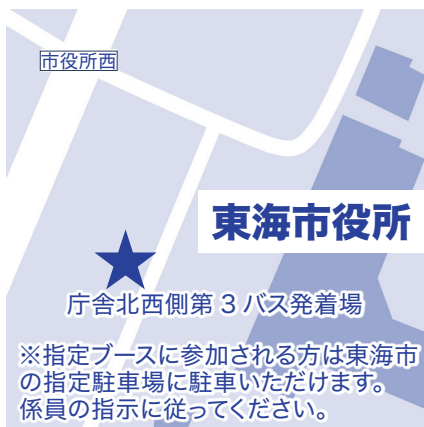 市役所西
東海市役所
庁舎北西側第3バス発着場
※指定ブースに参加される方は東海市
の指定駐車場に駐車いただけます。
係員の指示に従ってください。